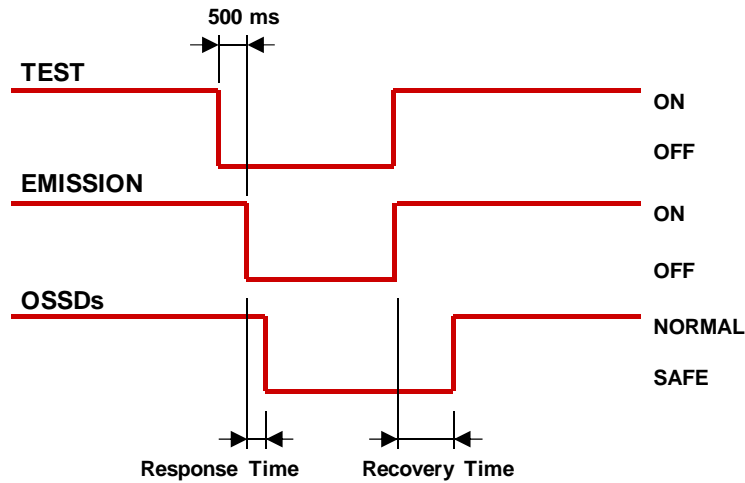 500 ms
TEST
ON
OFF
EMISSION
ON
OFF
OSSDs
NORMAL
SAFE
Response Time
Recovery Time